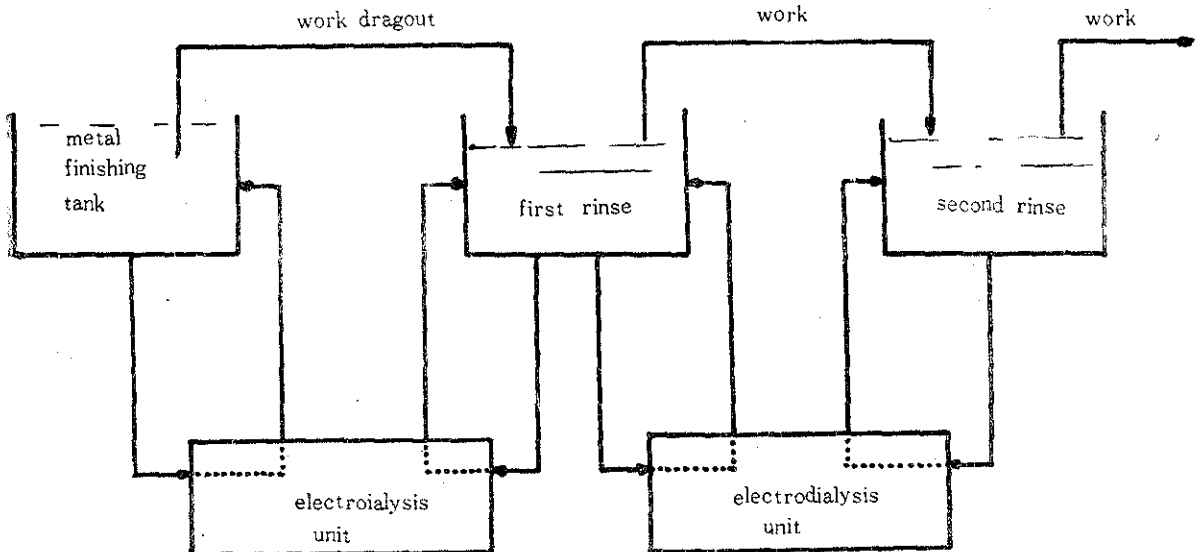 work dragout
work
work
metal
finishing
tank
first rinse
second rinse
electroialysis
unit
electrodialysis
unit